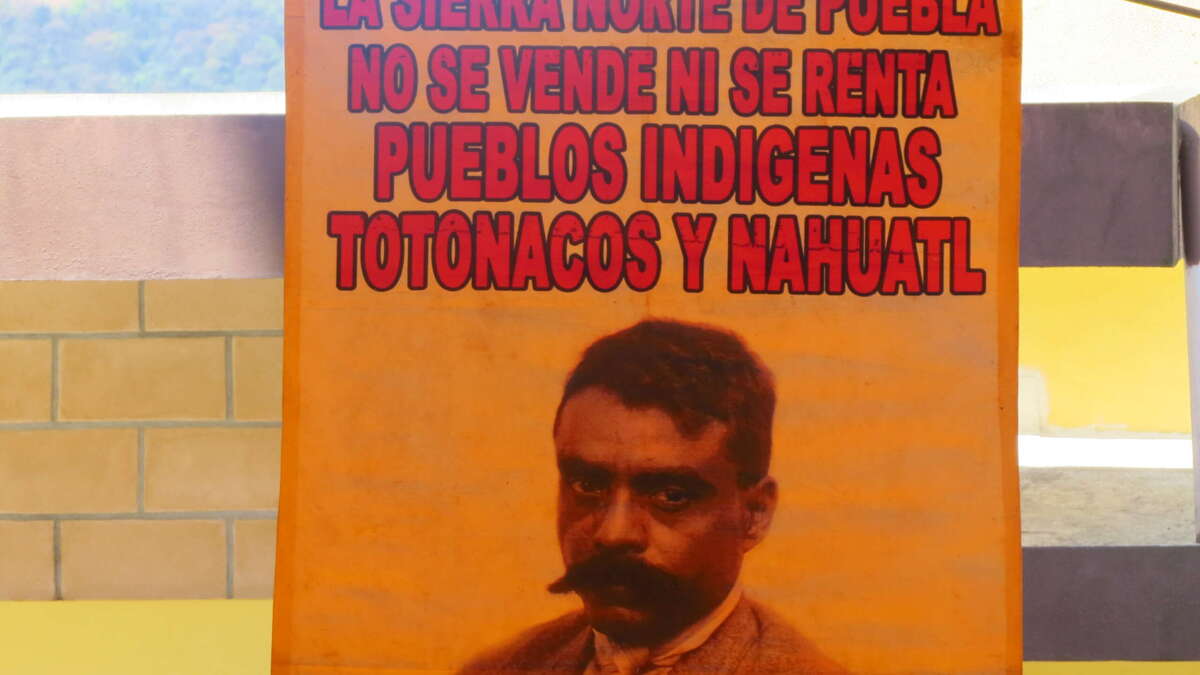 LA SIERRA NORTE DE PUEBLA
NO SE VENDE NI SE RENTA
PUEBLOS INDIGENAS
TOTONACOS Y NAHUATL